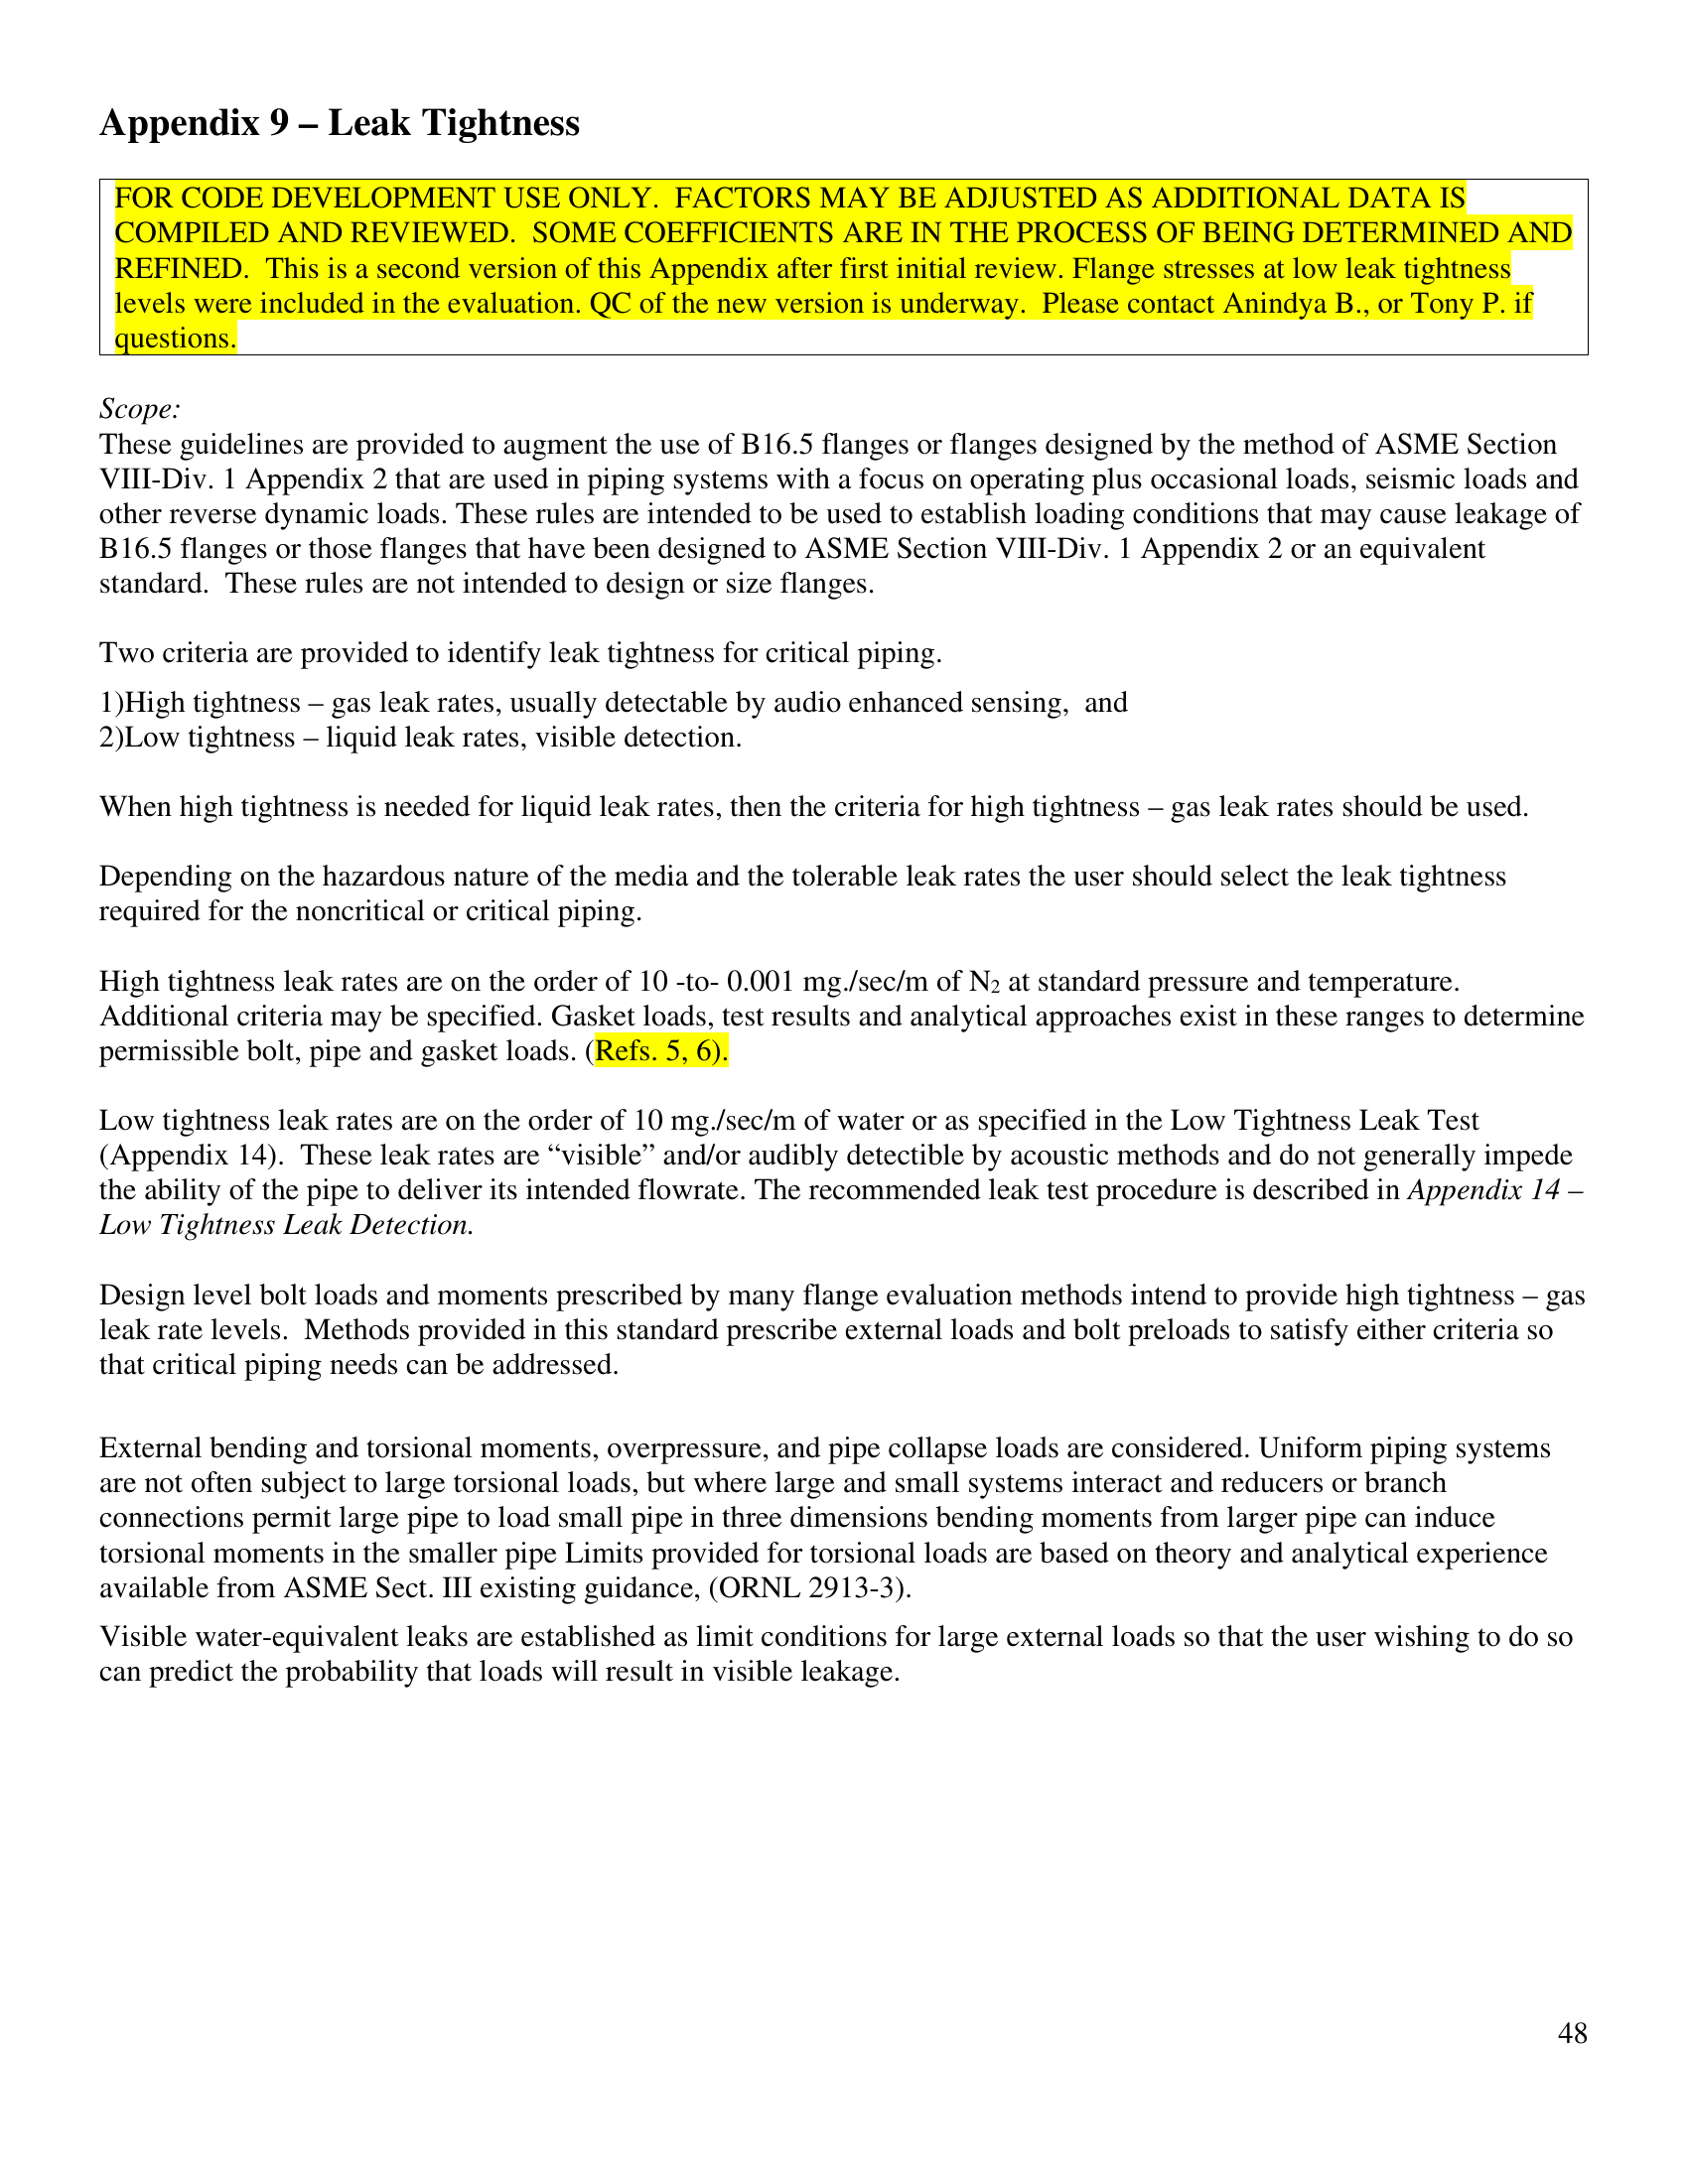 Appendix 9 – Leak Tightness
FOR CODE DEVELOPMENT USE ONLY.  FACTORS MAY BE ADJUSTED AS ADDITIONAL DATA IS
COMPILED AND REVIEWED.  SOME COEFFICIENTS ARE IN THE PROCESS OF BEING DETERMINED AND
REFINED.  This is a second version of this Appendix after first initial review. Flange stresses at low leak tightness
levels were included in the evaluation. QC of the new version is underway.  Please contact Anindya B., or Tony P. if
questions.
Scope:
These guidelines are provided to augment the use of B16.5 flanges or flanges designed by the method of ASME Section
VIII-Div. 1 Appendix 2 that are used in piping systems with a focus on operating plus occasional loads, seismic loads and
other reverse dynamic loads. These rules are intended to be used to establish loading conditions that may cause leakage of
B16.5 flanges or those flanges that have been designed to ASME Section VIII-Div. 1 Appendix 2 or an equivalent
standard.  These rules are not intended to design or size flanges.
Two criteria are provided to identify leak tightness for critical piping.
1)High tightness – gas leak rates, usually detectable by audio enhanced sensing,  and
2)Low tightness – liquid leak rates, visible detection.
When high tightness is needed for liquid leak rates, then the criteria for high tightness – gas leak rates should be used.
Depending on the hazardous nature of the media and the tolerable leak rates the user should select the leak tightness
required for the noncritical or critical piping.
High tightness leak rates are on the order of 10 -to- 0.001 mg./sec/m of N2 at standard pressure and temperature.
Additional criteria may be specified. Gasket loads, test results and analytical approaches exist in these ranges to determine
permissible bolt, pipe and gasket loads. (Refs. 5, 6).
Low tightness leak rates are on the order of 10 mg./sec/m of water or as specified in the Low Tightness Leak Test
(Appendix 14).  These leak rates are “visible” and/or audibly detectible by acoustic methods and do not generally impede
the ability of the pipe to deliver its intended flowrate. The recommended leak test procedure is described in Appendix 14 –
Low Tightness Leak Detection.
Design level bolt loads and moments prescribed by many flange evaluation methods intend to provide high tightness – gas
leak rate levels.  Methods provided in this standard prescribe external loads and bolt preloads to satisfy either criteria so
that critical piping needs can be addressed.
External bending and torsional moments, overpressure, and pipe collapse loads are considered. Uniform piping systems
are not often subject to large torsional loads, but where large and small systems interact and reducers or branch
connections permit large pipe to load small pipe in three dimensions bending moments from larger pipe can induce
torsional moments in the smaller pipe Limits provided for torsional loads are based on theory and analytical experience
available from ASME Sect. III existing guidance, (ORNL 2913-3).
Visible water-equivalent leaks are established as limit conditions for large external loads so that the user wishing to do so
can predict the probability that loads will result in visible leakage.
48